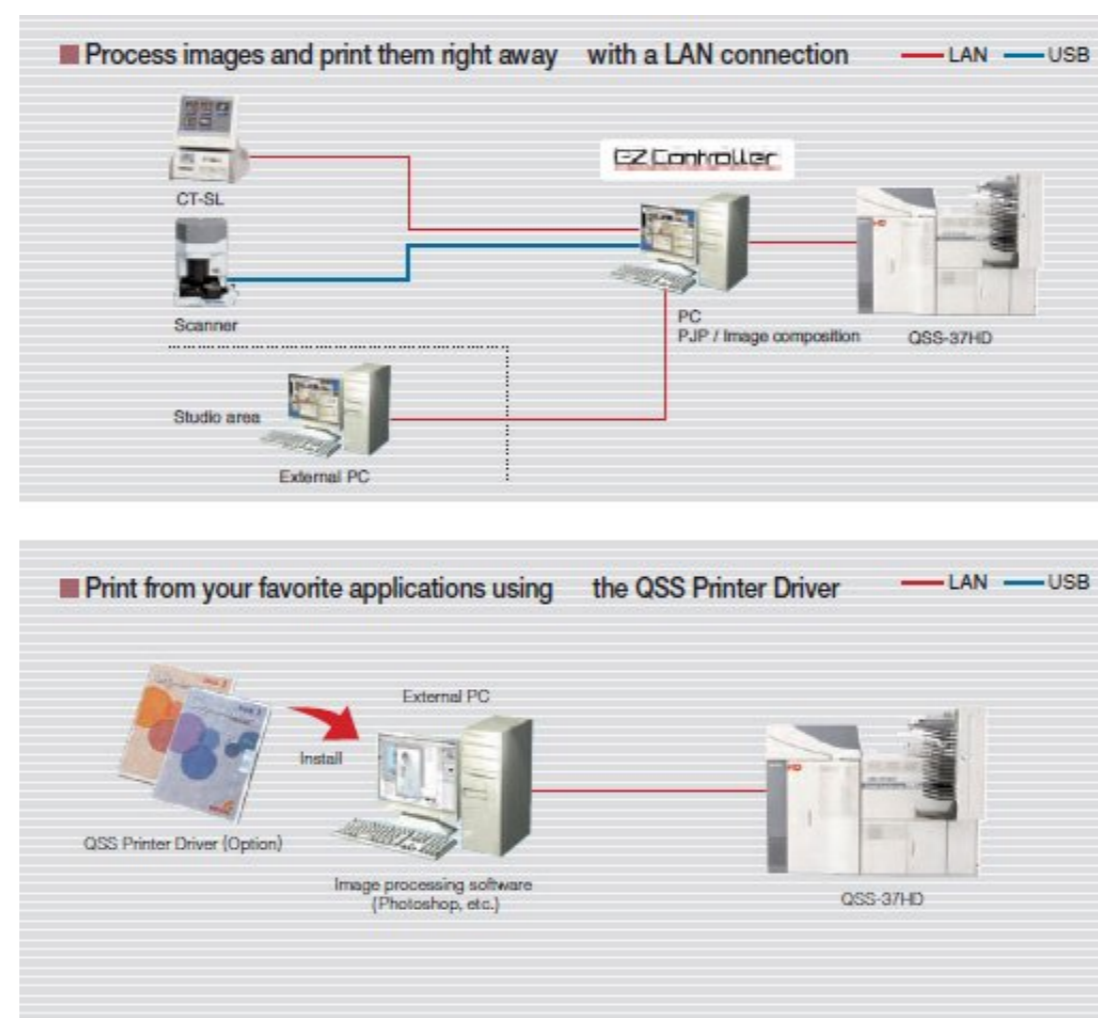 Process images and print them right away with a LAN connection
LAN
USB
EZ Controller
CT-SL
Scanner
PC
PJP / Image composition
QSS-37HD
Studio area
External PC
Print from your favorite applications using the QSS Printer Driver
LAN
USB
External PC
Install
QSS Printer Driver (Option)
Image processing software
(Photoshop, etc.)
QSS-37HD